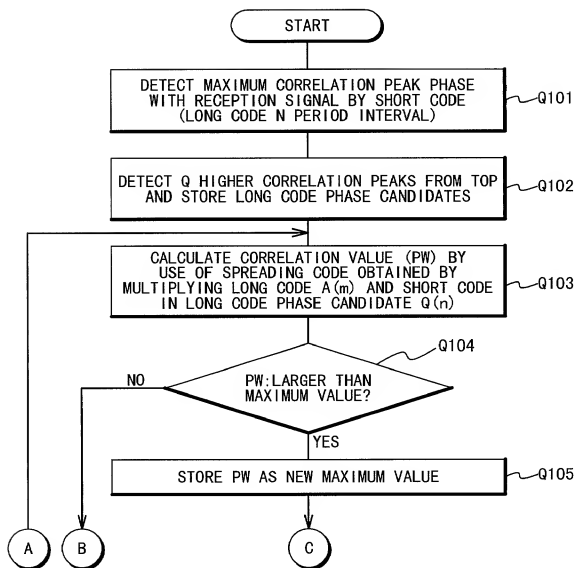 START
DETECT MAXIMUM CORRELATION PEAK PHASE
WITH RECEPTION SIGNAL BY SHORT CODE
(LONG CODE N PERIOD INTERVAL)
Q101
DETECT Q HIGHER CORRELATION PEAKS FROM TOP
AND STORE LONG CODE PHASE CANDIDATES
Q102
CALCULATE CORRELATION VALUE (PW) BY
USE OF SPREADING CODE OBTAINED BY
MULTIPLYING LONG CODE A(m) AND SHORT CODE
IN LONG CODE PHASE CANDIDATE Q(n)
Q103
Q104
NO
PW:LARGER THAN
MAXIMUM VALUE?
YES
STORE PW AS NEW MAXIMUM VALUE
Q105
A
B
C